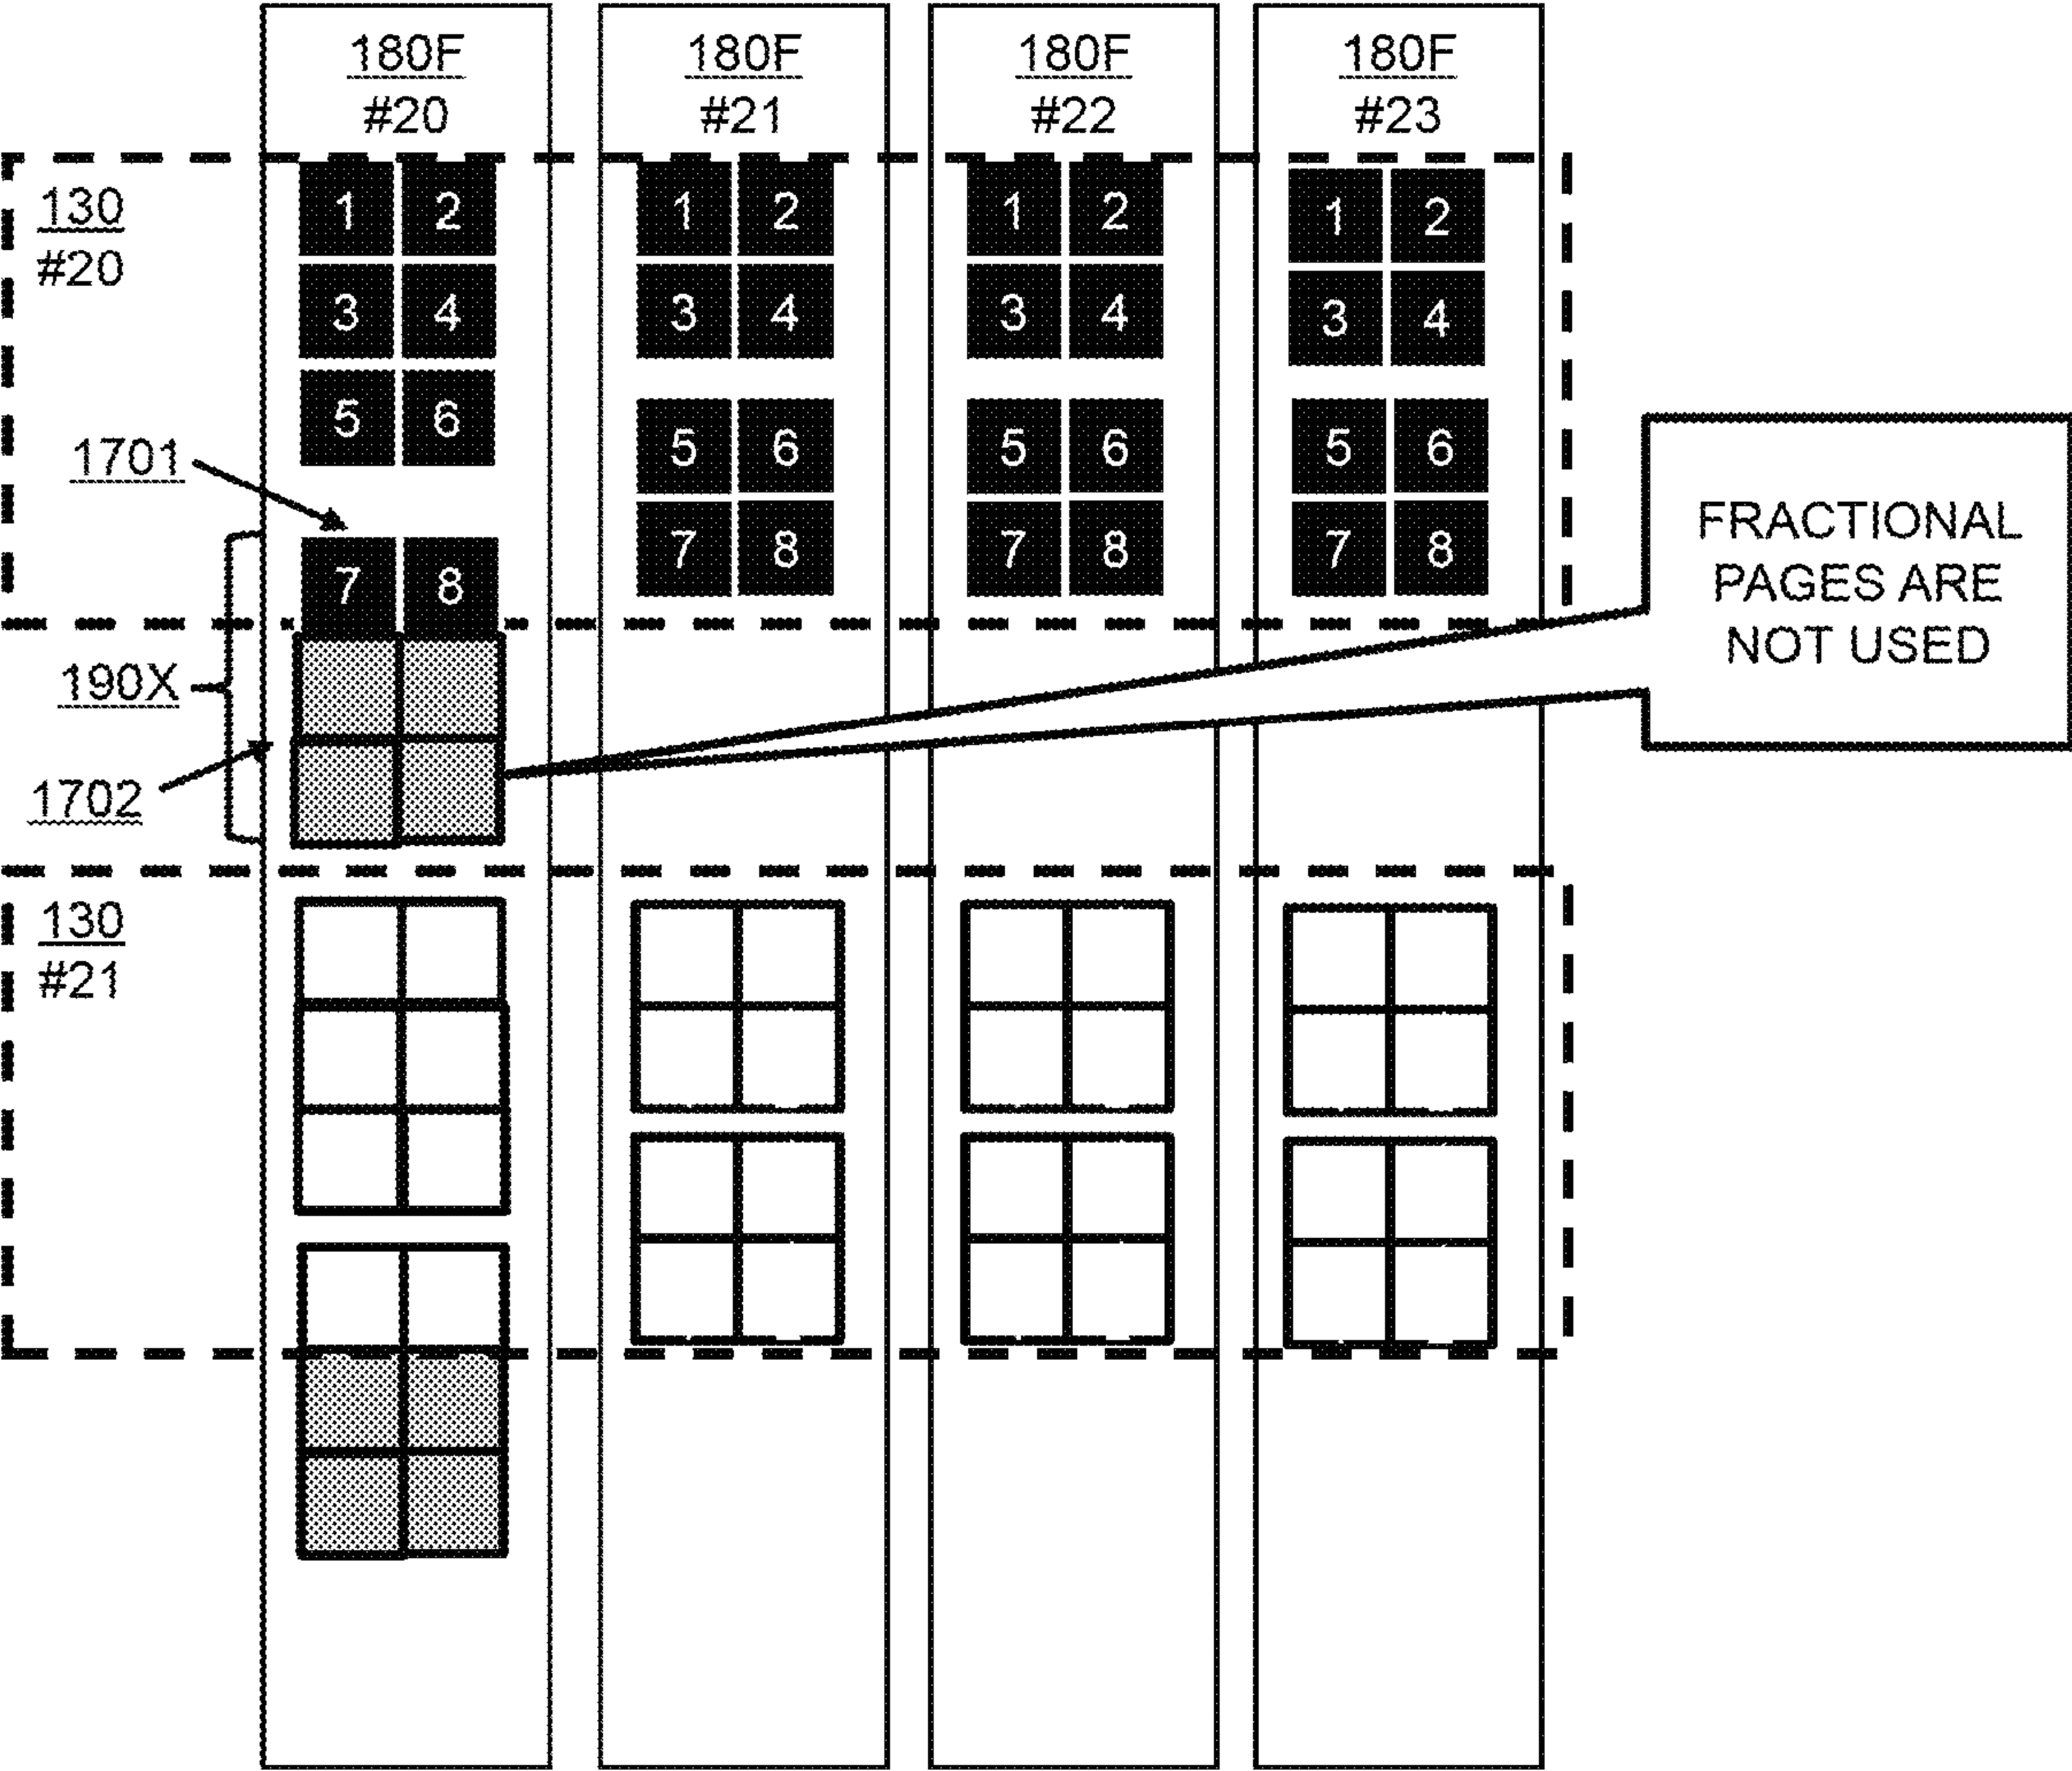 180F 180F 180F 180F
#20 #21 #22 #23
130
#20
1 2 1 2 1 2 1 2
3 4 3 4 3 4 3 4
5 6 5 6 5 6 5 6
1701
7 8 7 8 7 8 7 8
FRACTIONAL
PAGES ARE
NOT USED
190X
1702
130
#21